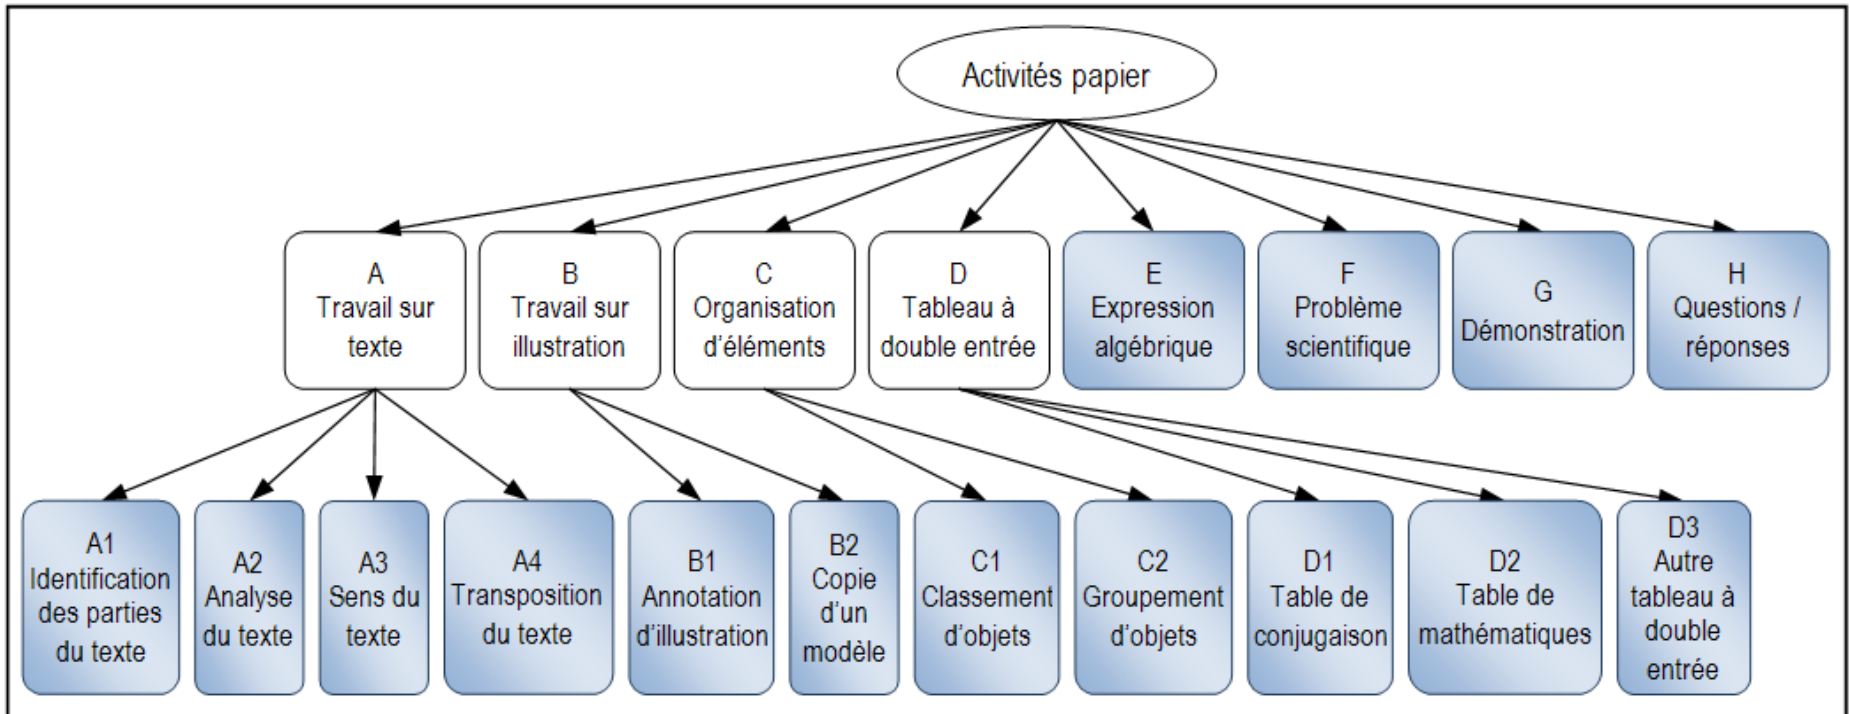 Activités papier
A
Travail sur
texte
B
Travail sur
illustration
C
Organisation
d’éléments
D
Tableau à
double entrée
E
Expression
algébrique
F
Problème
scientifique
G
Démonstration
H
Questions /
réponses
A1
Identification
des parties
du texte
A2
Analyse
du texte
A3
Sens du
texte
A4
Transposition
du texte
B1
Annotation
d’illustration
B2
Copie
d’un
modèle
C1
Classement
d’objets
C2
Groupement
d’objets
D1
Table de
conjugaison
D2
Table de
mathématiques
D3
Autre
tableau à
double
entrée